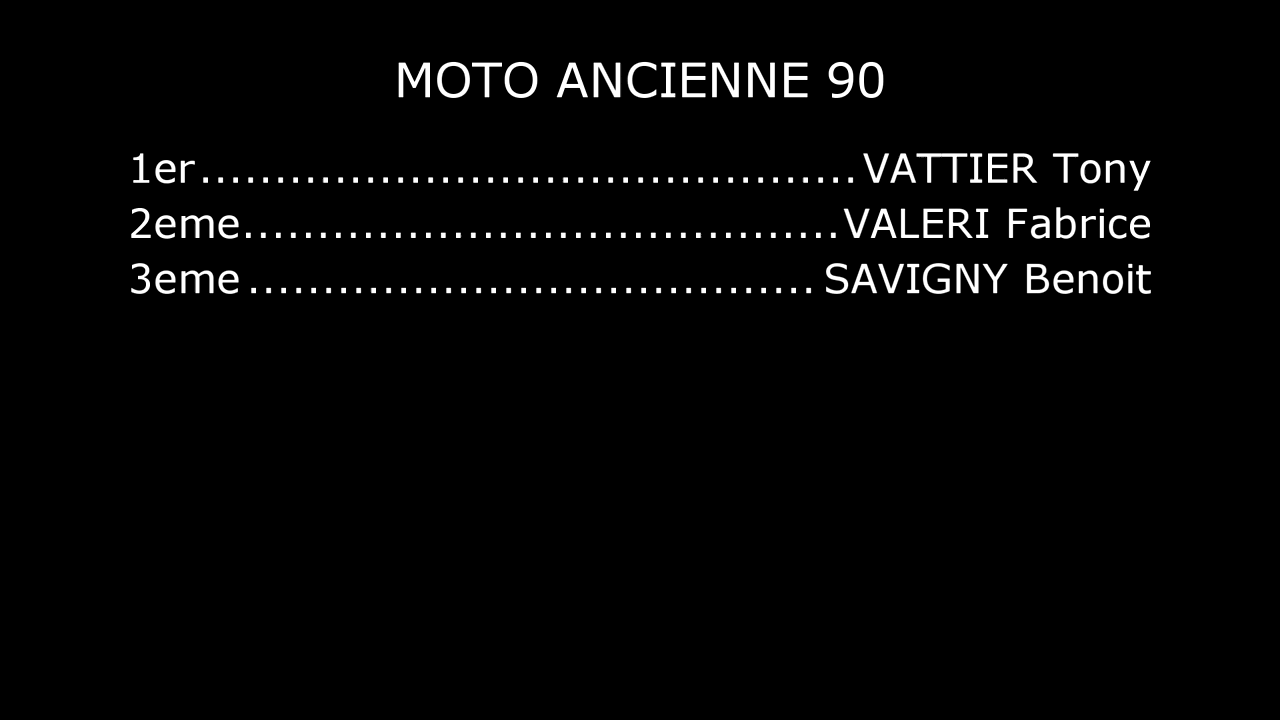 MOTO ANCIENNE 90
1er............................................VATTIER Tony
2eme........................................VALERI Fabrice
3eme...................................... SAVIGNY Benoit